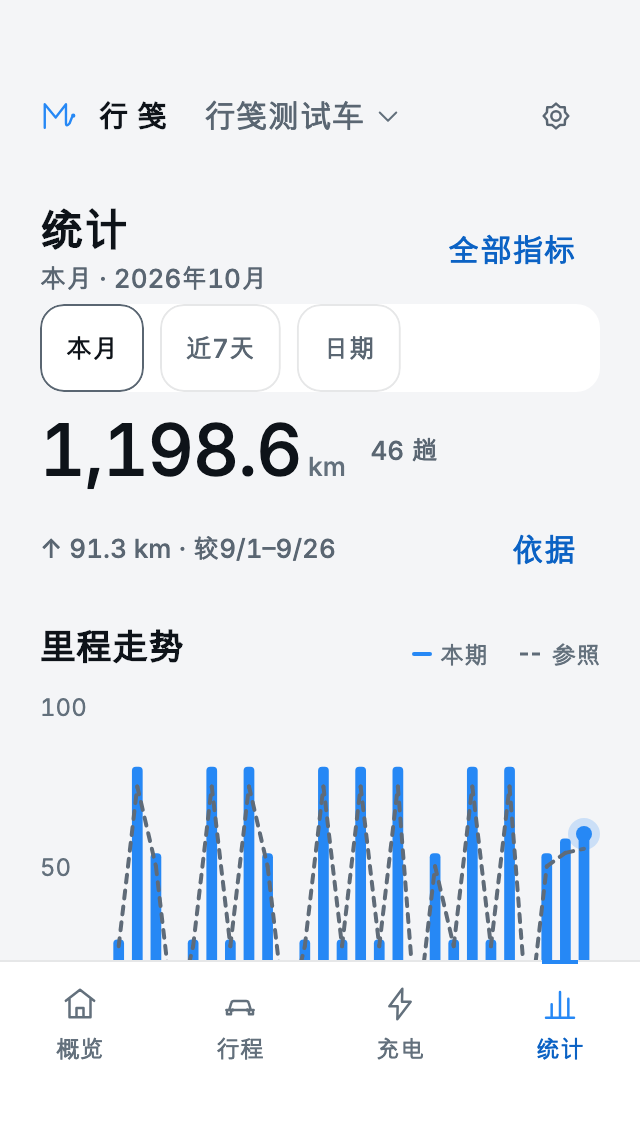 行笺 行笺测试车
统计
全部指标
本月 · 2026年10月
本月 近7天 日期
1,198.6 km 46 趟
↑ 91.3 km · 较9/1–9/26 依据
里程走势 本期 参照
100
50
概览 行程 充电 统计